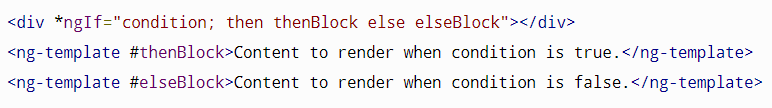 <div *ngIf="condition; then thenBlock else elseBlock"></div>
<ng-template #thenBlock>Content to render when condition is true.</ng-template>
<ng-template #elseBlock>Content to render when condition is false.</ng-template>